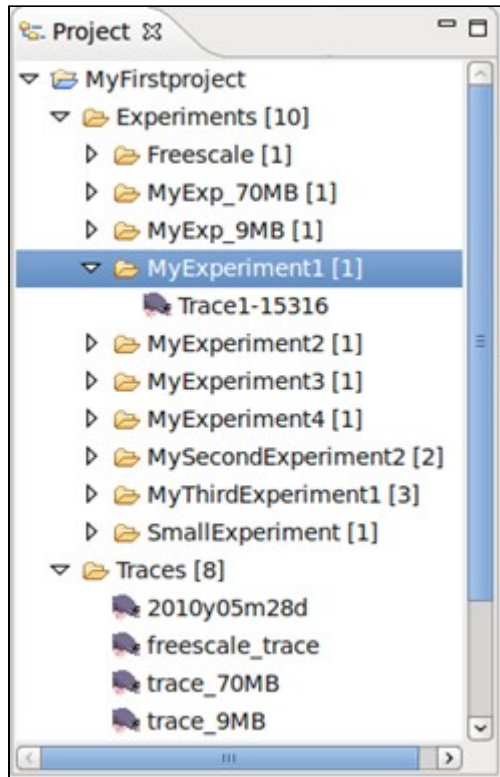 Project
MyFirstproject
Experiments [10]
Freescale [1]
MyExp_70MB [1]
MyExp_9MB [1]
MyExperiment1 [1]
Trace1-15316
MyExperiment2 [1]
MyExperiment3 [1]
MyExperiment4 [1]
MySecondExperiment2 [2]
MyThirdExperiment1 [3]
SmallExperiment [1]
Traces [8]
2010y05m28d
freescale_trace
trace_70MB
trace_9MB